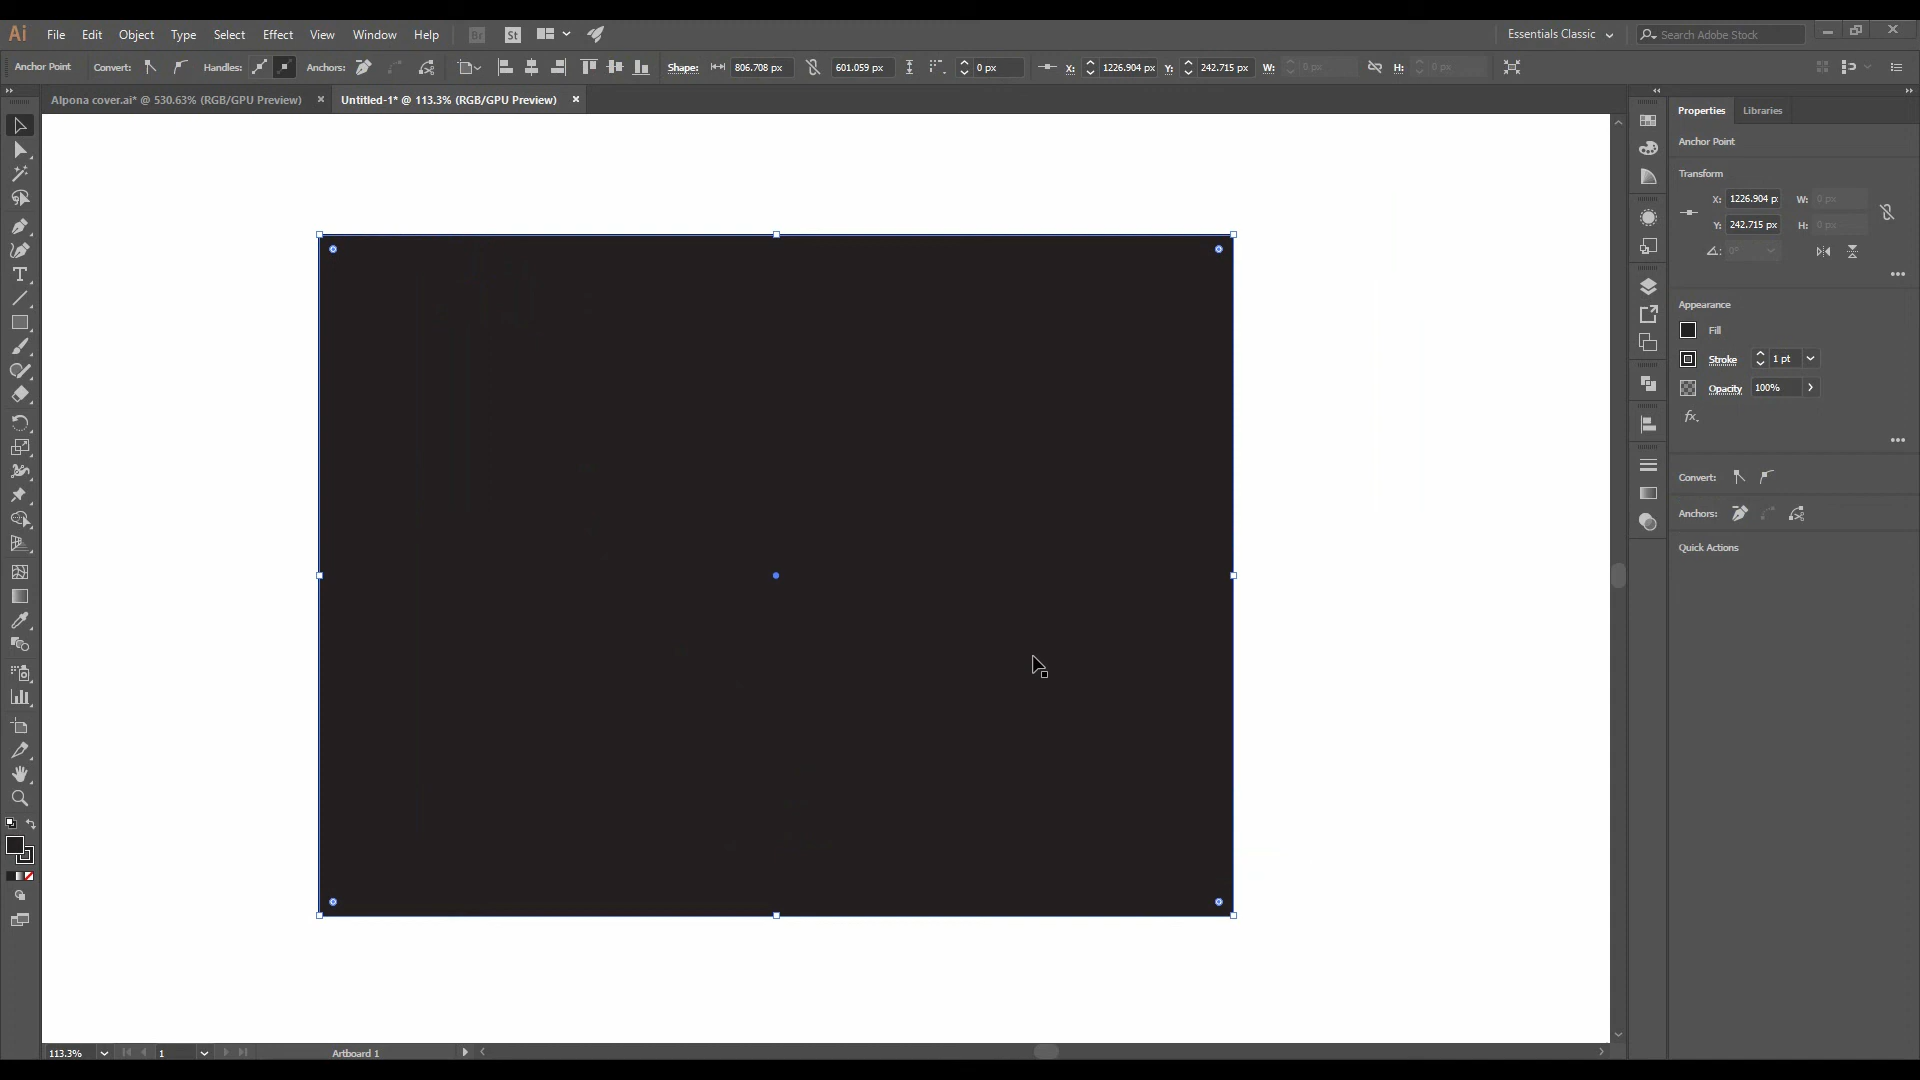 Ai File Edit Object Type Select Effect View Window Help Br St Essentials Classic Search Adobe Stock
Anchor Point Convert: Handles: Anchors: Shape: 806.708 px 601.059 px 0 px X: 1226.904 px Y: 242.715 px W: 0 px H: 0 px
Alpona cover.ai* @ 530.63% (RGB/GPU Preview) × Untitled-1* @ 113.3% (RGB/GPU Preview) ×
Properties Libraries
Anchor Point
Transform
X: 1226.904 p W: 0 px
Y: 242.715 px H: 0 px
0°
Appearance
Fill
Stroke 1 pt
Opacity 100%
fx.
Convert:
Anchors:
Quick Actions
113.3% 1 Artboard 1